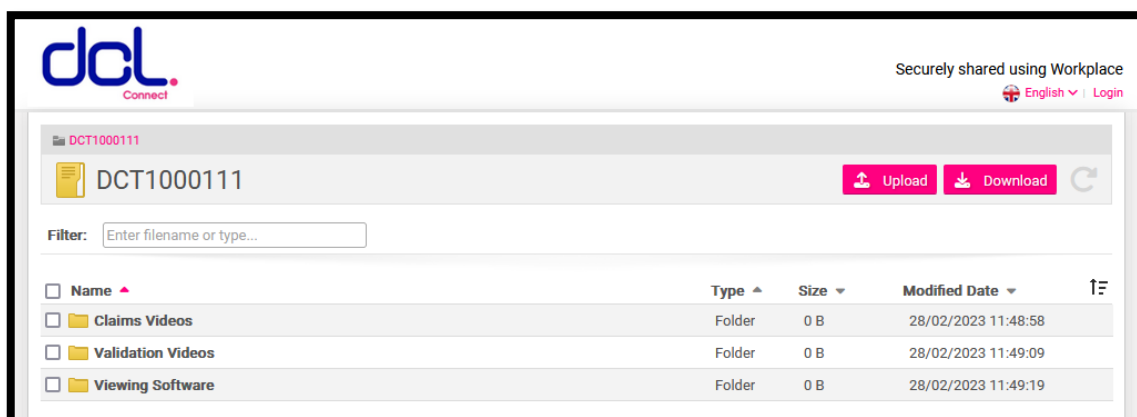 dcl.
Connect
Securely shared using Workplace
English | Login
DCT1000111
DCT1000111
Upload Download
Filter: Enter filename or type...
Name Type Size Modified Date
Claims Videos Folder 0 B 28/02/2023 11:48:58
Validation Videos Folder 0 B 28/02/2023 11:49:09
Viewing Software Folder 0 B 28/02/2023 11:49:19